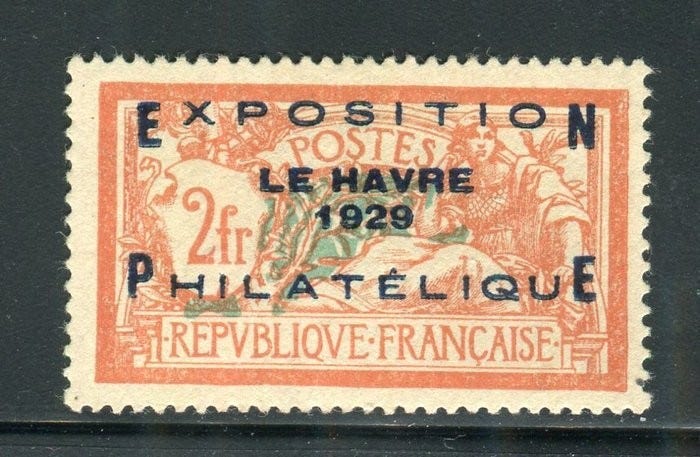 EXPOSITION
POSTES
LE HAVRE
1929
2fr
PHILATÉLIQUE
·REPVBLIQVE·FRANÇAISE·